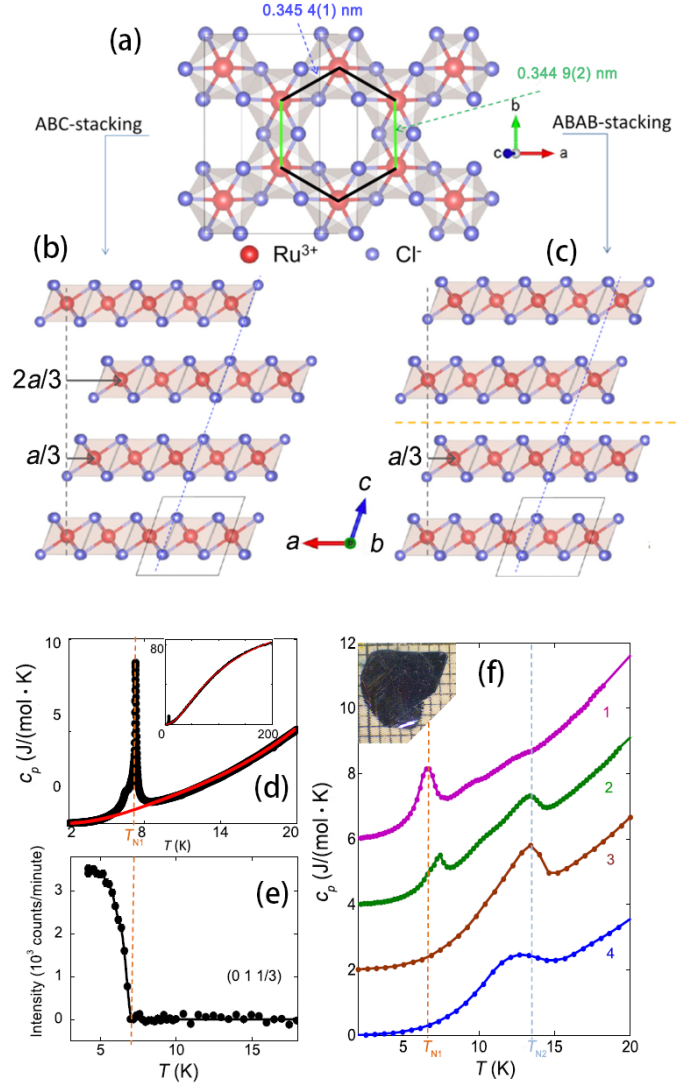 (a)
0.345 4(1) nm
0.344 9(2) nm
ABC-stacking
ABAB-stacking
b
c
a
Ru³⁺
Cl⁻
(b)
2a/3
a/3
(c)
a/3
c
a
b
(d)
cp (J/(mol · K)
10
5
0
2
8
14
20
TN1
T (K)
80
0
0
200
(e)
Intensity (10³ counts/minute)
3
2
1
0
(0 1 1/3)
5
10
15
T (K)
(f)
cp (J/(mol · K)
12
10
8
6
4
2
0
1
2
3
4
5
10
15
20
TN1
TN2
T (K)